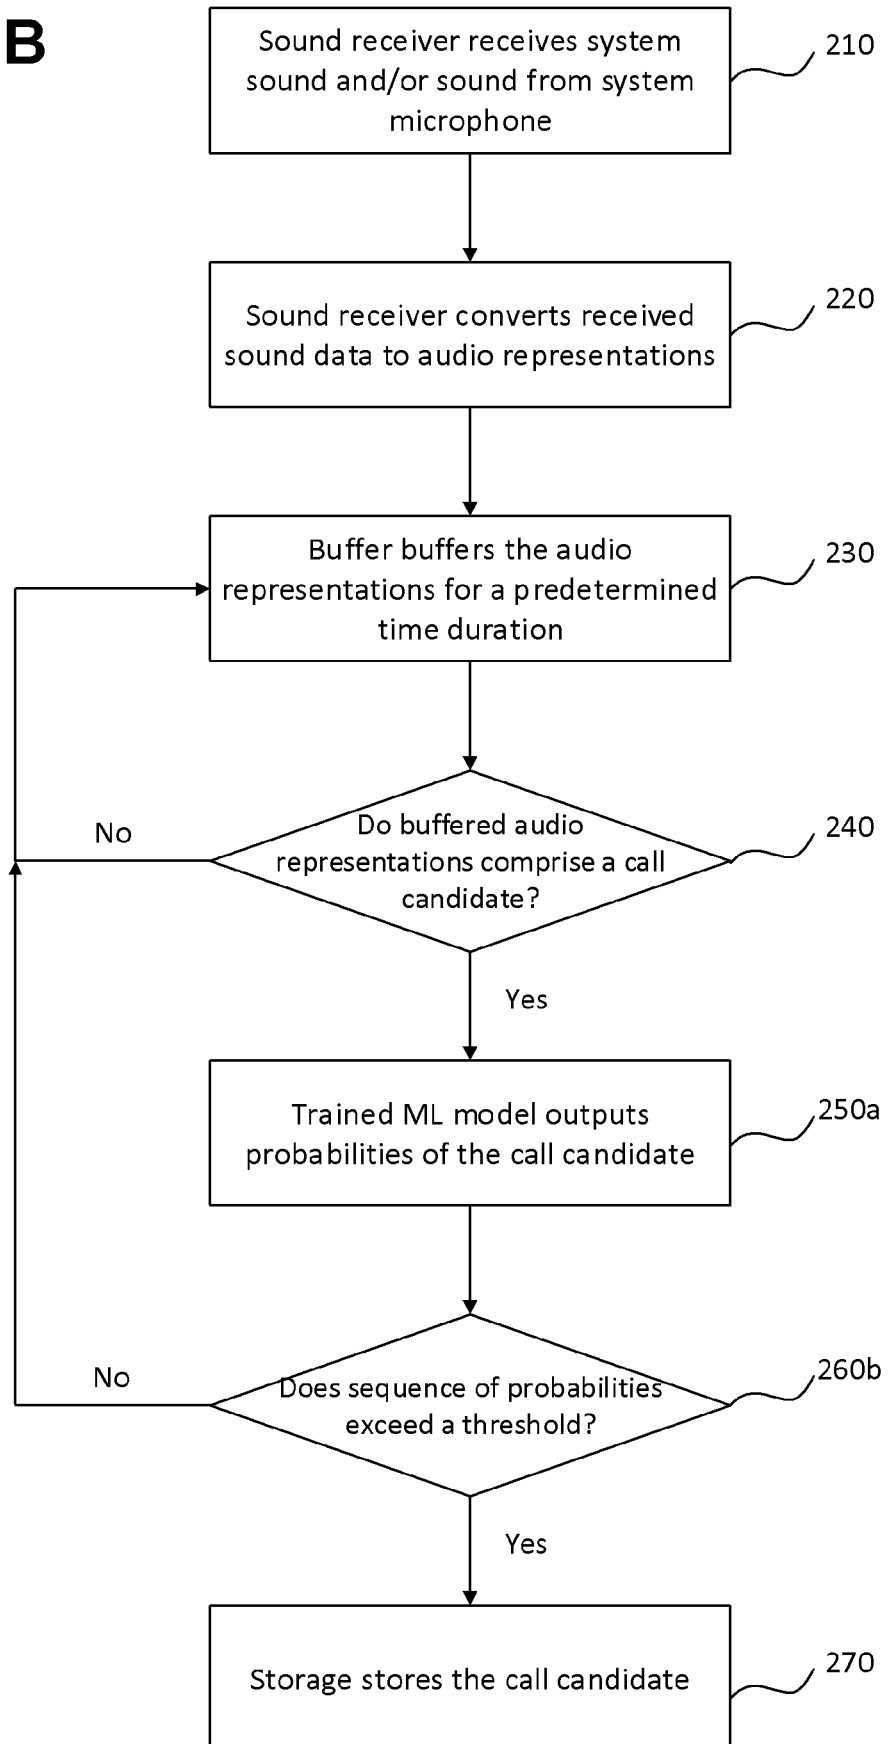 B
Sound receiver receives system
sound and/or sound from system
microphone
210
Sound receiver converts received
sound data to audio representations
220
Buffer buffers the audio
representations for a predetermined
time duration
230
Do buffered audio
representations comprise a call
candidate?
240
No
Yes
Trained ML model outputs
probabilities of the call candidate
250a
Does sequence of probabilities
exceed a threshold?
260b
No
Yes
Storage stores the call candidate
270